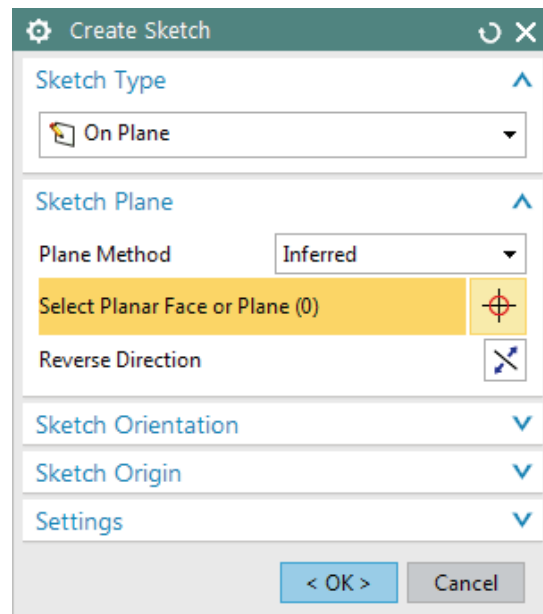 Create Sketch
Sketch Type
On Plane
Sketch Plane
Plane Method Inferred
Select Planar Face or Plane (0)
Reverse Direction
Sketch Orientation
Sketch Origin
Settings
< OK > Cancel